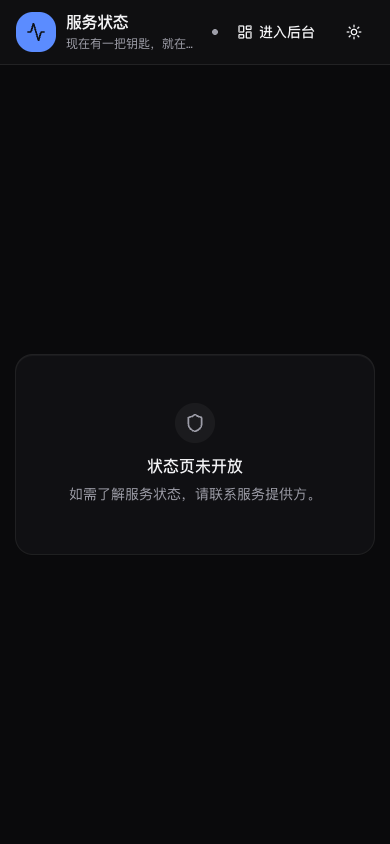 服务状态
现在有一把钥匙，就在…
进入后台
状态页未开放
如需了解服务状态，请联系服务提供方。